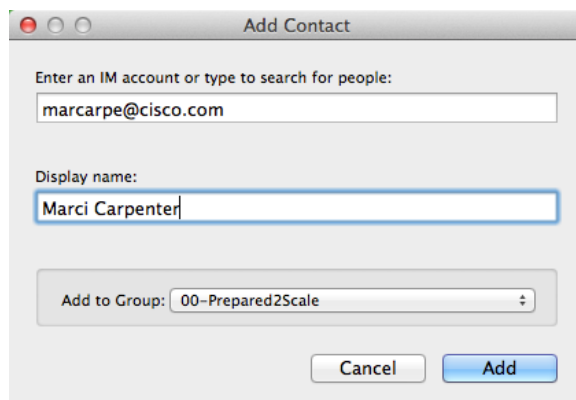 Add Contact
Enter an IM account or type to search for people:
marcarpe@cisco.com
Display name:
Marci Carpenter
Add to Group: 00-Prepared2Scale
Cancel Add